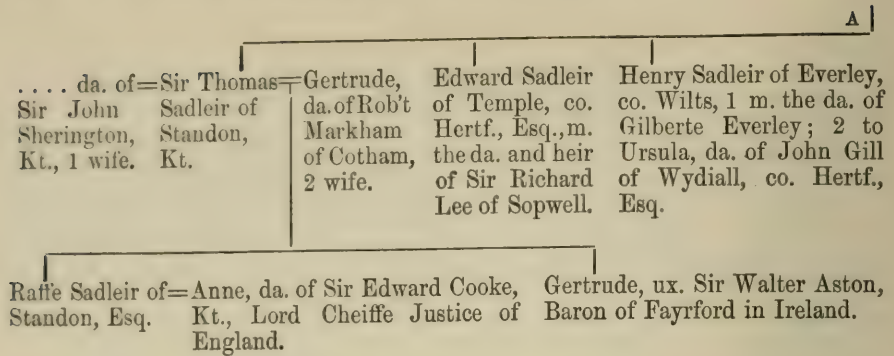 A
.... da. of=
Sir John
Sherington,
Kt., 1 wife.
Sir Thomas=
Sadleir of
Standon,
Kt.
Gertrude,
da. of Rob't
Markham
of Cotham,
2 wife.
Edward Sadleir
of Temple, co.
Hertf., Esq., m.
the da. and heir
of Sir Richard
Lee of Sopwell.
Henry Sadleir of Everley,
co. Wilts, 1 m. the da. of
Gilberte Everley; 2 to
Ursula, da. of John Gill
of Wydiall, co. Hertf.,
Esq.
Raffe Sadleir of=
Standon, Esq.
Anne, da. of Sir Edward Cooke,
Kt., Lord Cheiffe Justice of
England.
Gertrude, ux. Sir Walter Aston,
Baron of Fayrford in Ireland.